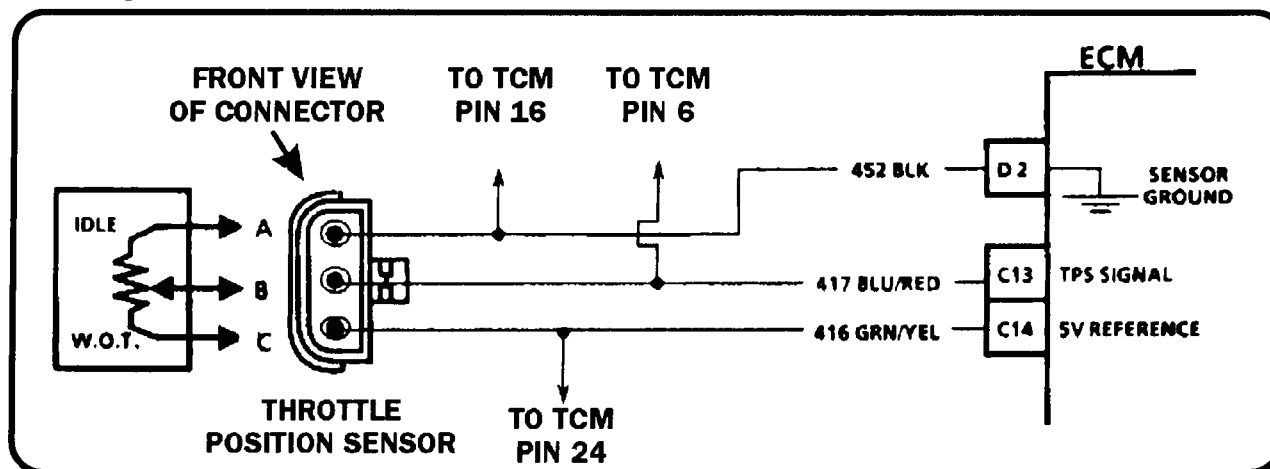 ECM
FRONT VIEW
OF CONNECTOR
TO TCM
PIN 16
TO TCM
PIN 6
452 BLK
D2
SENSOR
GROUND
IDLE
A
B
417 BLU/RED
C13
TPS SIGNAL
W.O.T.
C
416 GRN/YEL
C14
5V REFERENCE
THROTTLE
POSITION SENSOR
TO TCM
PIN 24